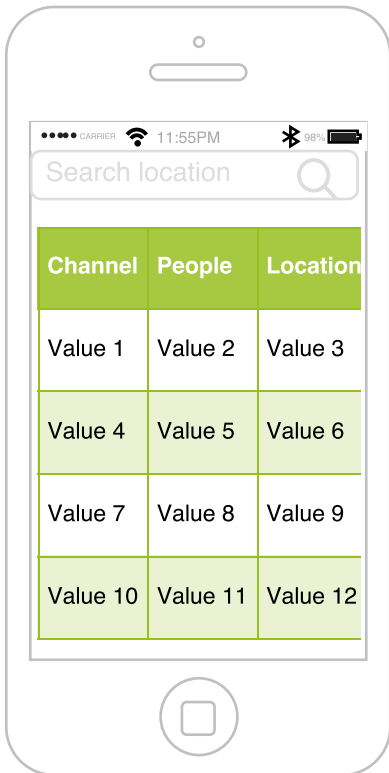 CARRIER 11:55PM 98%
Search location
Channel People Location
Value 1 Value 2 Value 3
Value 4 Value 5 Value 6
Value 7 Value 8 Value 9
Value 10 Value 11 Value 12